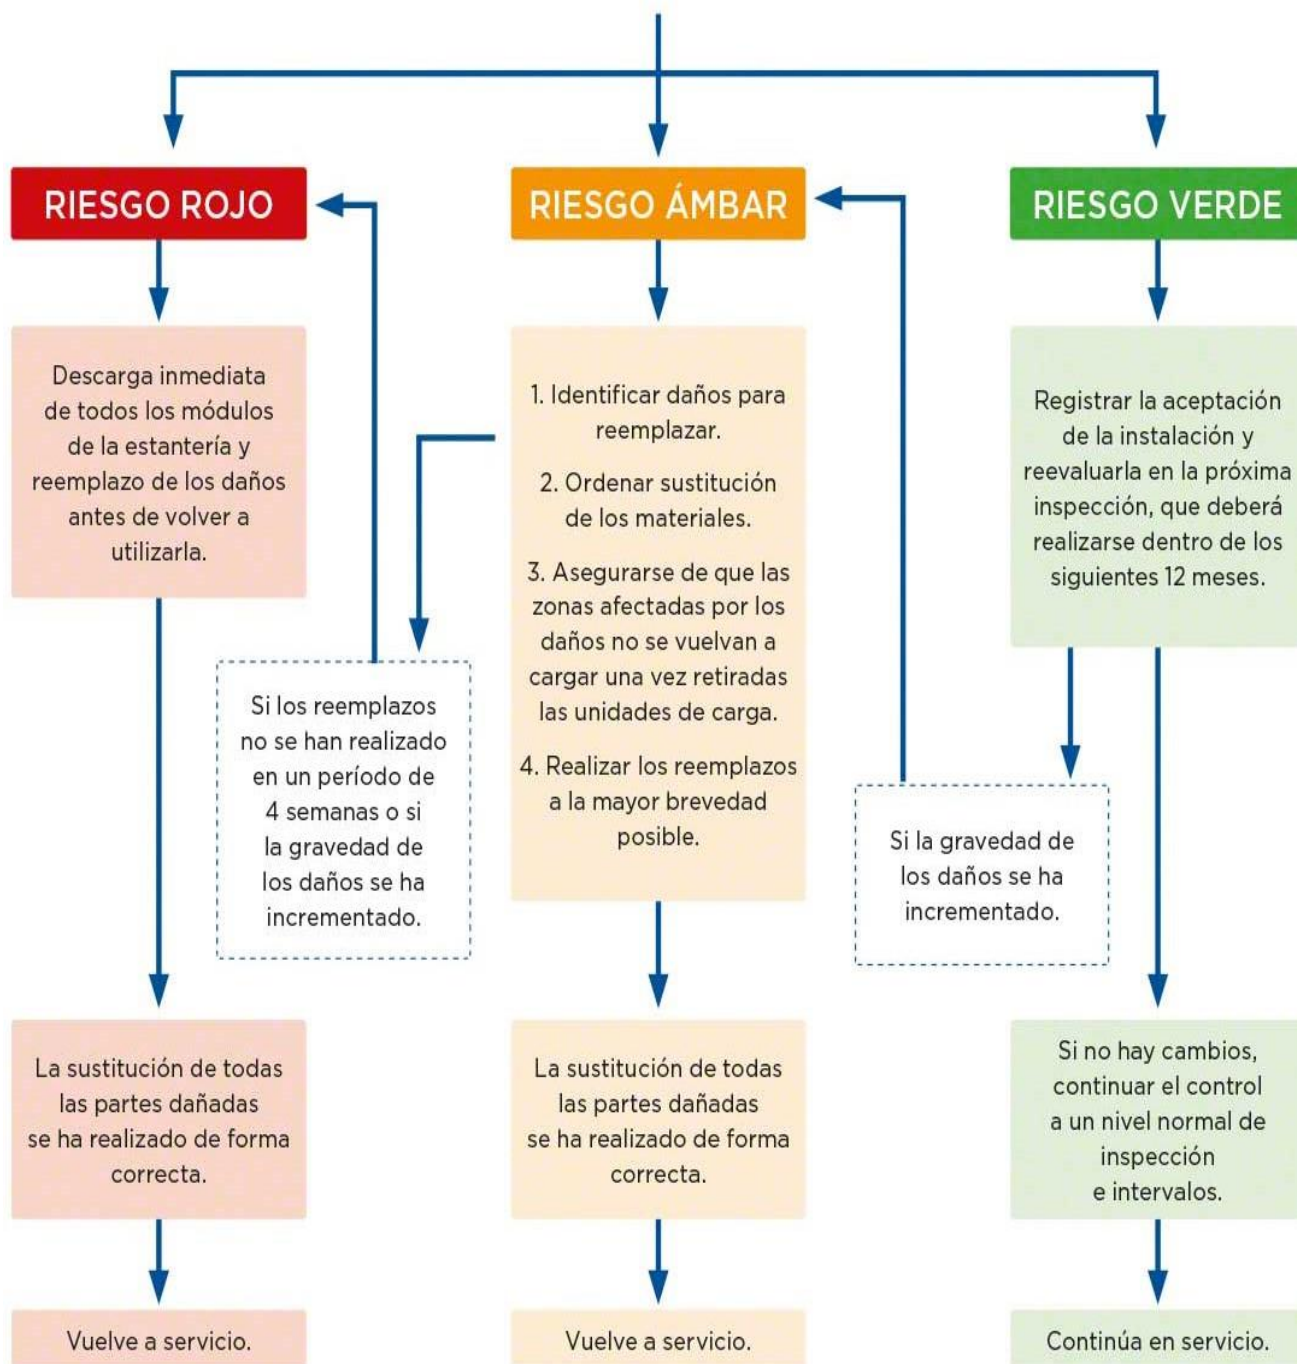 RIESGO ROJO
RIESGO ÁMBAR
RIESGO VERDE
Descarga inmediata
de todos los módulos
de la estantería y
reemplazo de los daños
antes de volver a
utilizarla.
1. Identificar daños para
reemplazar.
2. Ordenar sustitución
de los materiales.
3. Asegurarse de que las
zonas afectadas por los
daños no se vuelvan a
cargar una vez retiradas
las unidades de carga.
4. Realizar los reemplazos
a la mayor brevedad
posible.
Registrar la aceptación
de la instalación y
reevaluarla en la próxima
inspección, que deberá
realizarse dentro de los
siguientes 12 meses.
Si los reemplazos
no se han realizado
en un período de
4 semanas o si
la gravedad de
los daños se ha
incrementado.
Si la gravedad de
los daños se ha
incrementado.
La sustitución de todas
las partes dañadas
se ha realizado de forma
correcta.
La sustitución de todas
las partes dañadas
se ha realizado de forma
correcta.
Si no hay cambios,
continuar el control
a un nivel normal de
inspección
e intervalos.
Vuelve a servicio.
Vuelve a servicio.
Continúa en servicio.